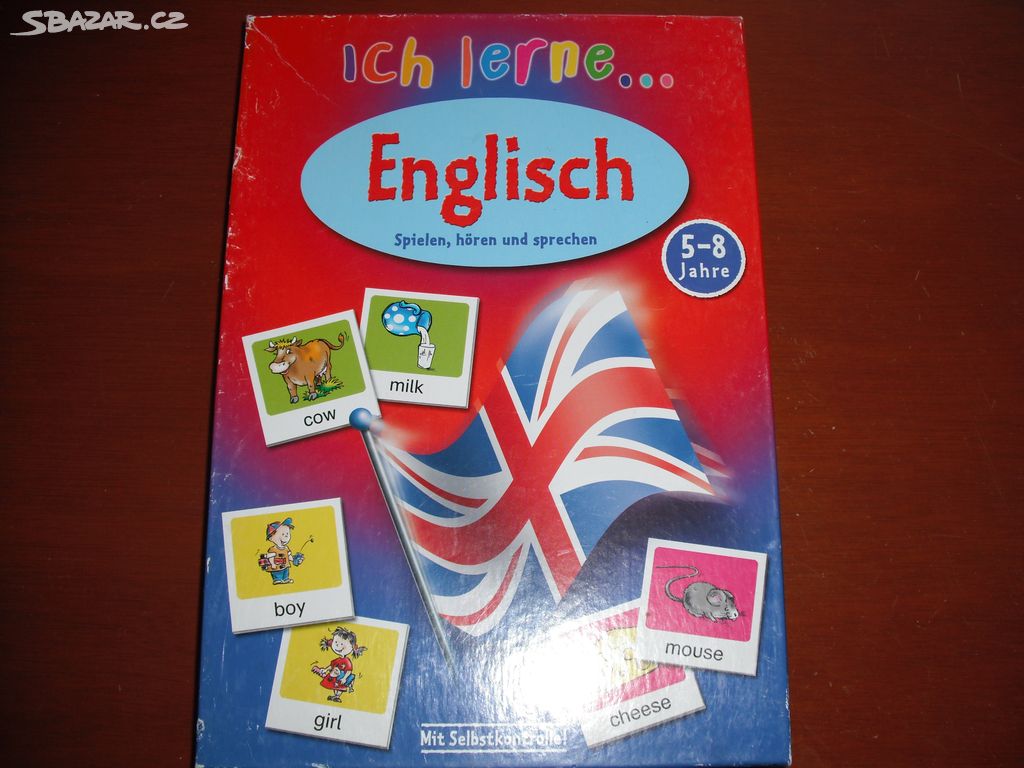 SBAZAR.CZ
Ich lerne...
Englisch
Spielen, hören und sprechen
5-8
Jahre
milk
cow
boy
girl
mouse
cheese
Mit Selbstkontrolle!